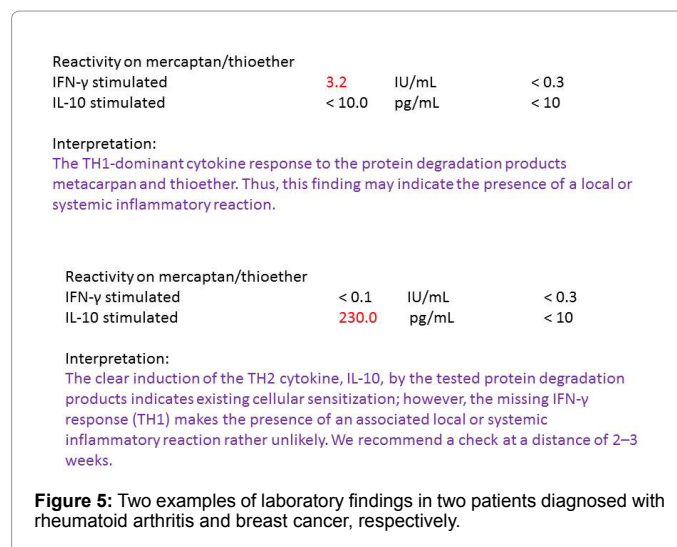 Reactivity on mercaptan/thioether
IFN-γ stimulated 3.2 IU/mL < 0.3
IL-10 stimulated < 10.0 pg/mL < 10
Interpretation:
The TH1-dominant cytokine response to the protein degradation products
metacarpan and thioether. Thus, this finding may indicate the presence of a local or
systemic inflammatory reaction.
Reactivity on mercaptan/thioether
IFN-γ stimulated < 0.1 IU/mL < 0.3
IL-10 stimulated 230.0 pg/mL < 10
Interpretation:
The clear induction of the TH2 cytokine, IL-10, by the tested protein degradation
products indicates existing cellular sensitization; however, the missing IFN-γ
response (TH1) makes the presence of an associated local or systemic
inflammatory reaction rather unlikely. We recommend a check at a distance of 2–3
weeks.
Figure 5: Two examples of laboratory findings in two patients diagnosed with
rheumatoid arthritis and breast cancer, respectively.